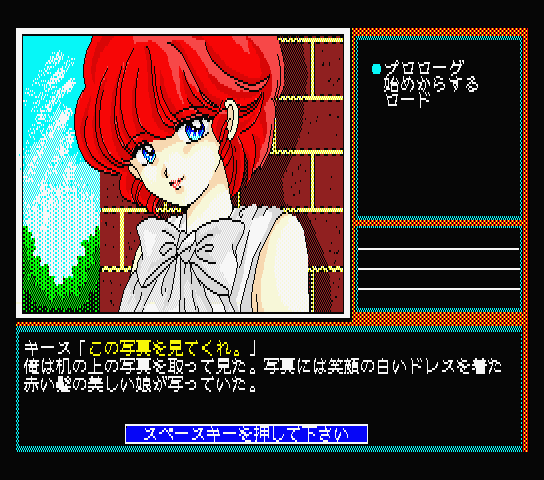 プロローグ
始めからする
ロード
キース「この写真を見てくれ。」
俺は机の上の写真を取って見た。写真には笑顔の白いドレスを着た
赤い髪の美しい娘が写っていた。
スペースキーを押して下さい